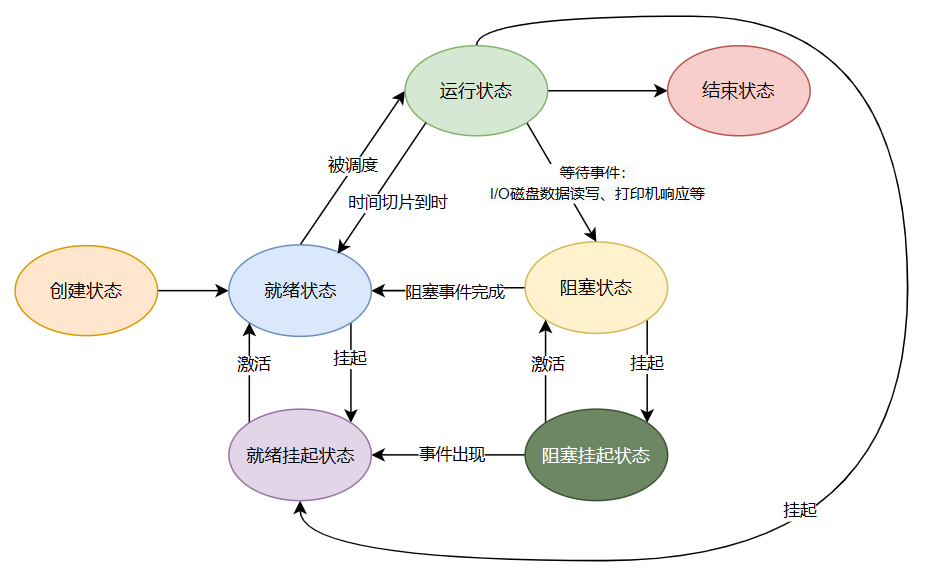 运行状态
结束状态
被调度
等待事件：
I/O磁盘数据读写、打印机响应等
时间切片到时
创建状态
就绪状态
阻塞事件完成
阻塞状态
激活
挂起
激活
挂起
就绪挂起状态
事件出现
阻塞挂起状态
挂起